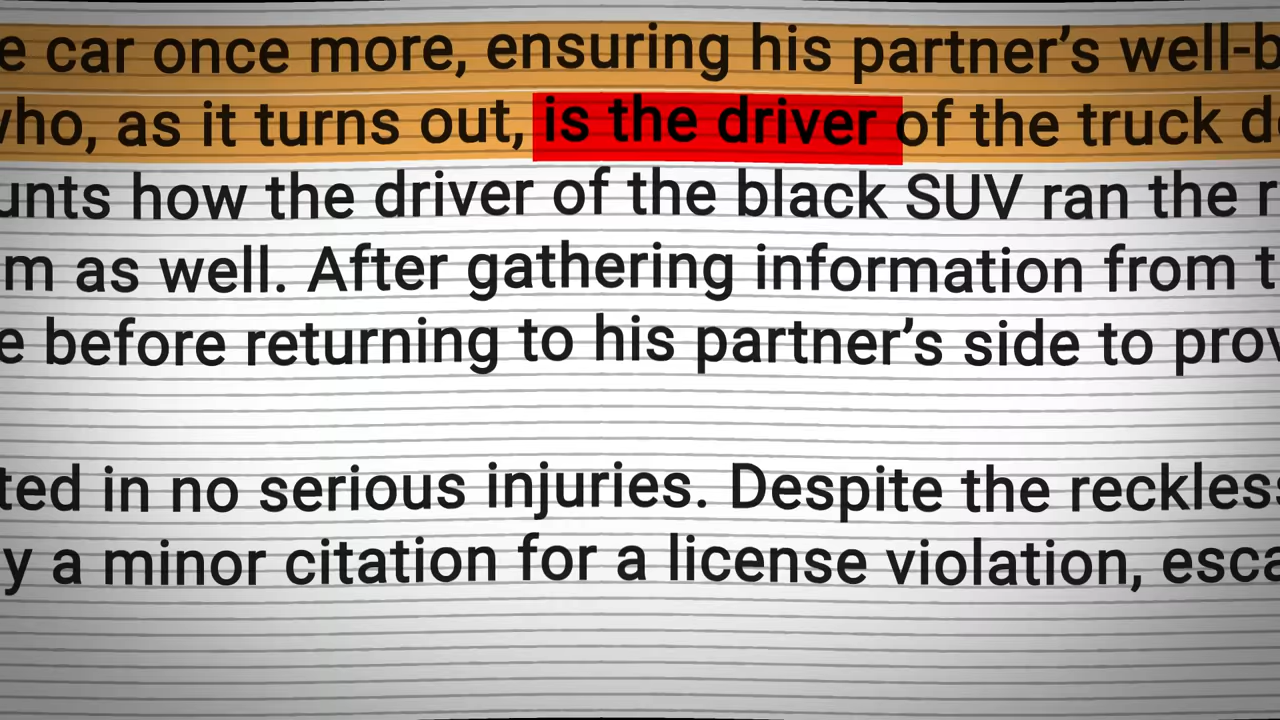 e car once more, ensuring his partner’s well-b
who, as it turns out, is the driver of the truck d
unts how the driver of the black SUV ran the r
m as well. After gathering information from t
e before returning to his partner’s side to prov
ted in no serious injuries. Despite the reckless
y a minor citation for a license violation, esca